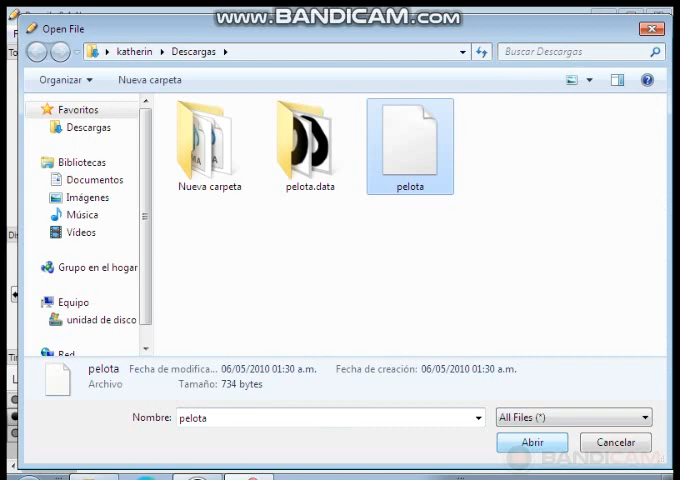 WWW.BANDICAM.COM
Open File
katherin
Descargas
Buscar Descargas
Organizar
Nueva carpeta
Favoritos
Descargas
Bibliotecas
Documentos
Imágenes
Música
Vídeos
Grupo en el hogar
Equipo
unidad de disco
Red
Nueva carpeta
pelota.data
pelota
pelota
Fecha de modifica... 06/05/2010 01:30 a.m.
Fecha de creación: 06/05/2010 01:30 a.m.
Archivo
Tamaño: 734 bytes
Nombre:
pelota
All Files (*)
Abrir
Cancelar
BANDICAM